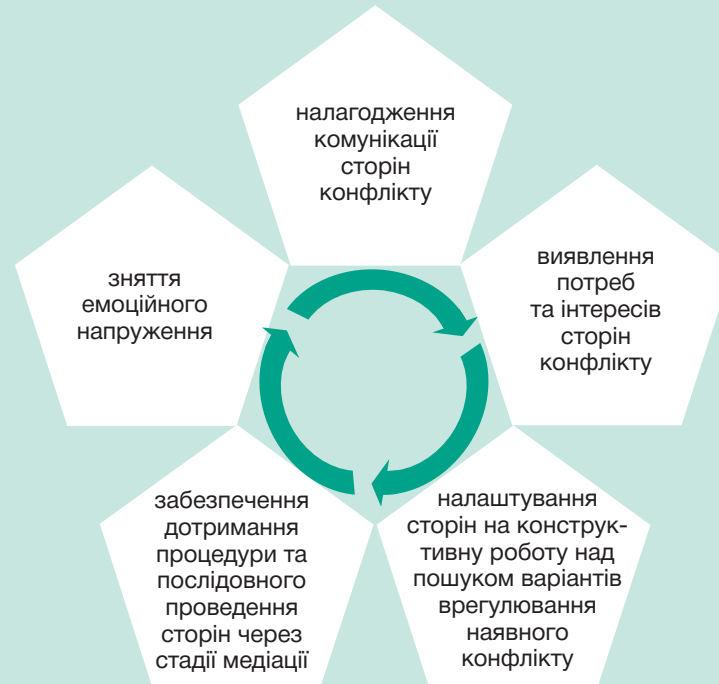 налагодження
комунікації
сторін
конфлікту
виявлення
потреб
та інтересів
сторін
конфлікту
налаштування
сторін на конструк-
тивну роботу над
пошуком варіантів
врегулювання
наявного
конфлікту
забезпечення
дотримання
процедури та
послідовного
проведення
сторін через
стадії медіації
зняття
емоційного
напруження